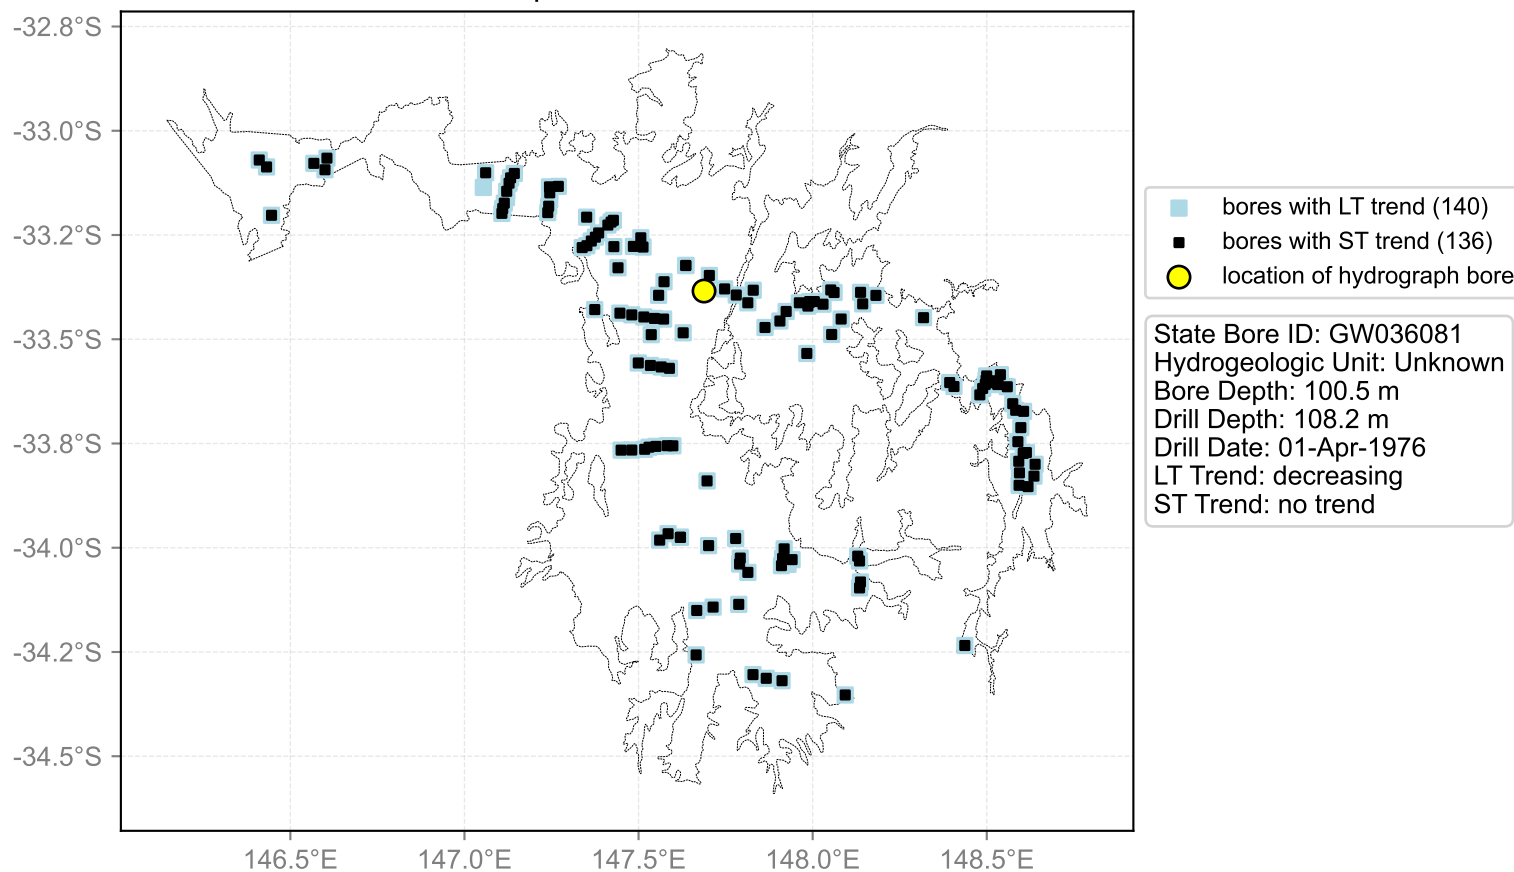 -32.8°S
-33.0°S
-33.2°S
-33.5°S
-33.8°S
-34.0°S
-34.2°S
-34.5°S
146.5°E
147.0°E
147.5°E
148.0°E
148.5°E
bores with LT trend (140)
bores with ST trend (136)
location of hydrograph bore
State Bore ID: GW036081
Hydrogeologic Unit: Unknown
Bore Depth: 100.5 m
Drill Depth: 108.2 m
Drill Date: 01-Apr-1976
LT Trend: decreasing
ST Trend: no trend